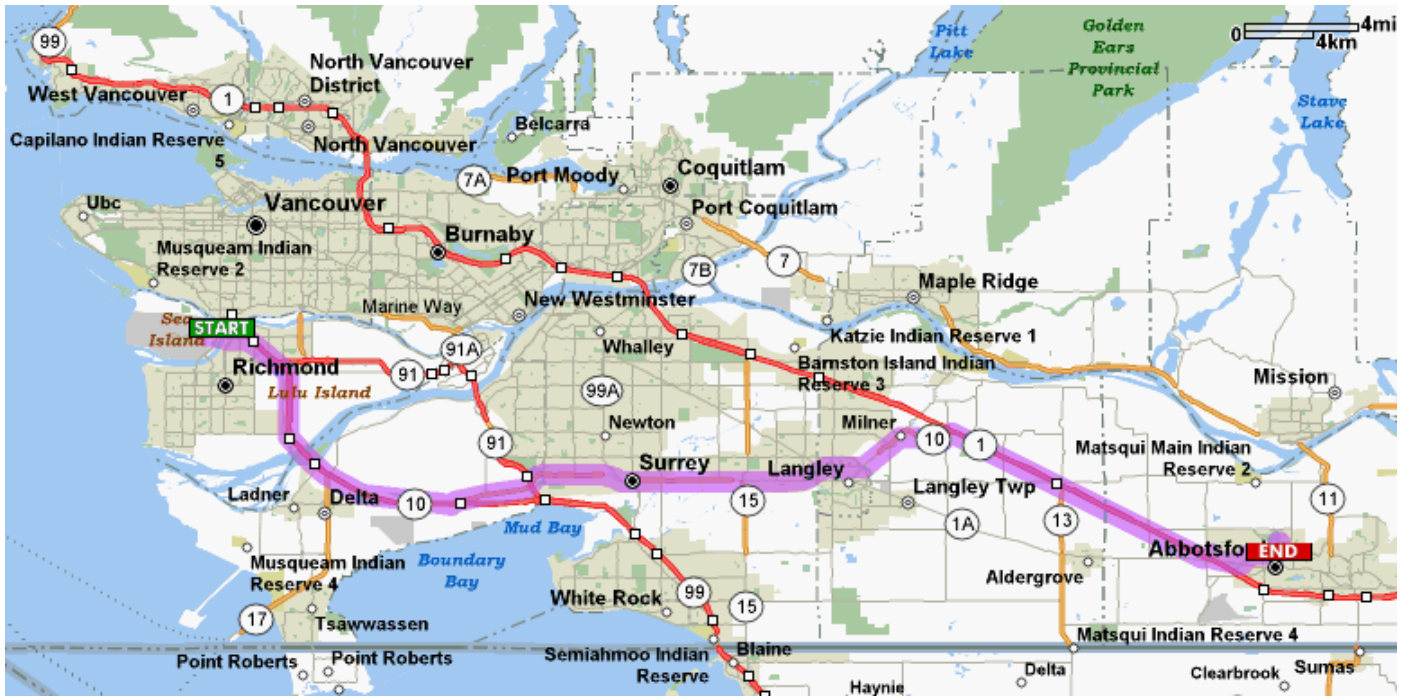 99
North Vancouver
District
West Vancouver
1
Capilano Indian Reserve
5
North Vancouver
Belcarra
Pitt
Lake
Golden
Ears
Provincial
Park
0
4mi
4km
Stave
Lake
7A
Port Moody
Coquitlam
Ubc
Vancouver
Port Coquitlam
Musqueam Indian
Reserve 2
Burnaby
7B
7
Maple Ridge
Marine Way
New Westminster
Sea
Island
START
Whalley
Katzie Indian Reserve 1
Barnston Island Indian
Reserve 3
Richmond
Lulu Island
91A
91
99A
Mission
Newton
Milner
10
1
Matsqui Main Indian
Reserve 2
91
Surrey
Langley
Langley Twp
Ladner
Delta
10
15
1A
13
11
Mud Bay
Musqueam Indian
Reserve 4
Boundary
Bay
Abbotsfo
END
Aldergrove
17
Tsawwassen
White Rock
99
15
Matsqui Indian Reserve 4
Point Roberts
Point Roberts
Semiahmoo Indian
Reserve
Blaine
Haynie
Delta
Clearbrook
Sumas